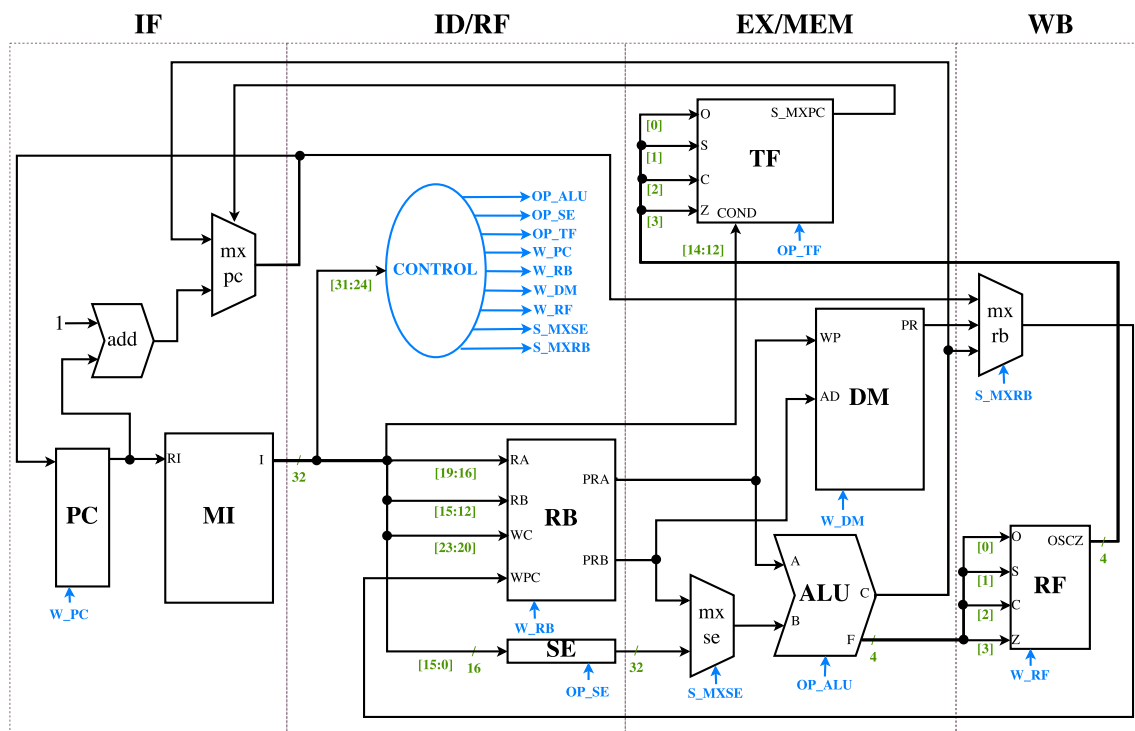 IF
ID/RF
EX/MEM
WB
S_MXPC
O
[0]
S
[1]
TF
C
[2]
Z
[3]
COND
[14:12]
OP_TF
mx
pc
CONTROL
[31:24]
OP_ALU
OP_SE
OP_TF
W_PC
W_RB
W_DM
W_RF
S_MXSE
S_MXRB
1
add
mx
rb
S_MXRB
WP
PR
AD
DM
W_DM
PC
W_PC
RI
I
MI
32
[19:16]
[15:12]
[23:20]
RA
RB
WC
WPC
RB
PRA
PRB
W_RB
[15:0]
16
SE
32
OP_SE
mx
se
S_MXSE
A
B
ALU
C
F
4
OP_ALU
[0]
[1]
[2]
[3]
O
S
C
Z
OSCZ
RF
4
W_RF